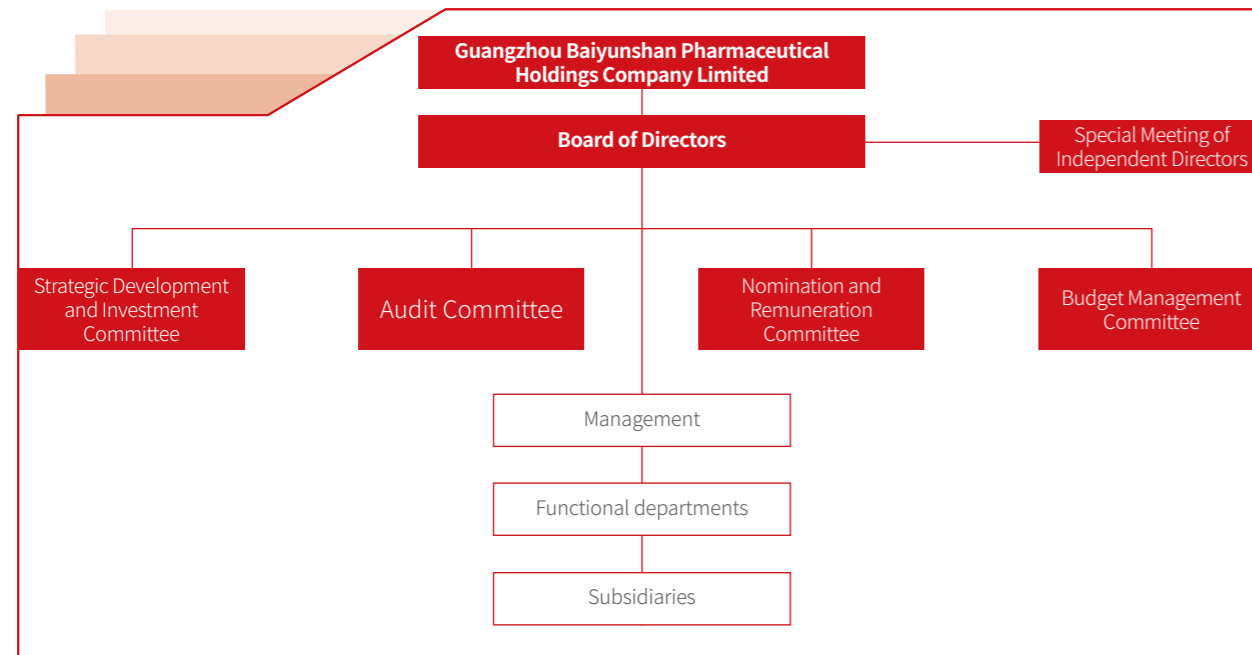 Guangzhou Baiyunshan Pharmaceutical
Holdings Company Limited
Board of Directors
Special Meeting of
Independent Directors
Strategic Development
and Investment
Committee
Audit Committee
Nomination and
Remuneration
Committee
Budget Management
Committee
Management
Functional departments
Subsidiaries